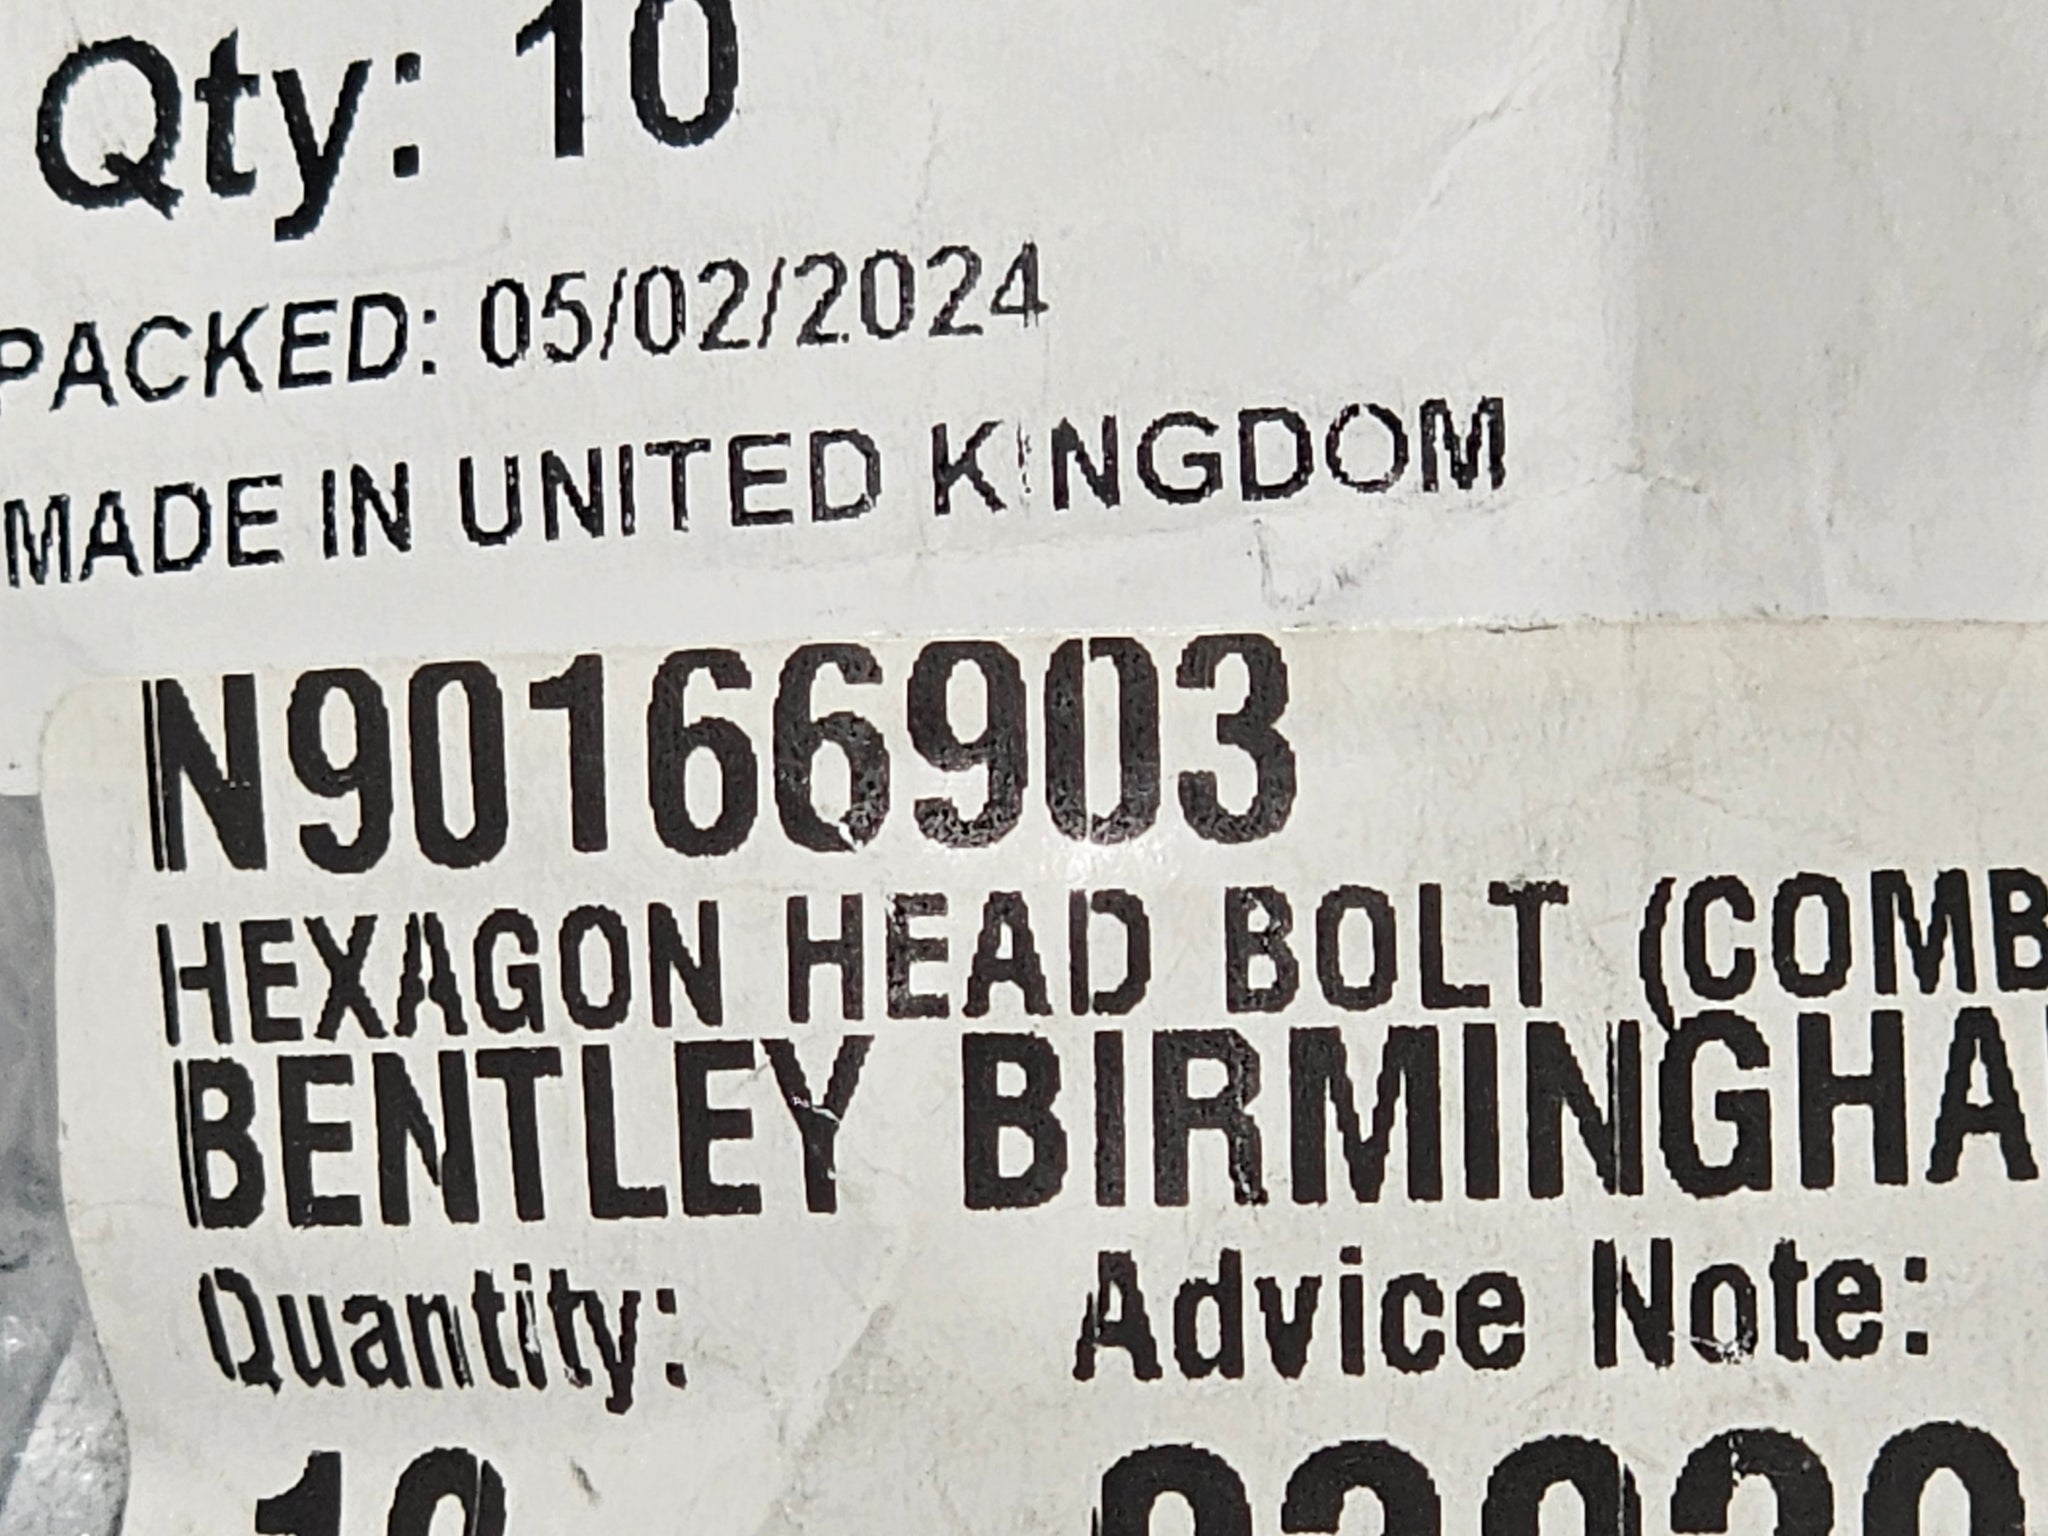 Qty: 10
PACKED: 05/02/2024
MADE IN UNITED KINGDOM
N90166903
HEXAGON HEAD BOLT (COMB
BENTLEY BIRMINGHA
Quantity: Advice Note:
10